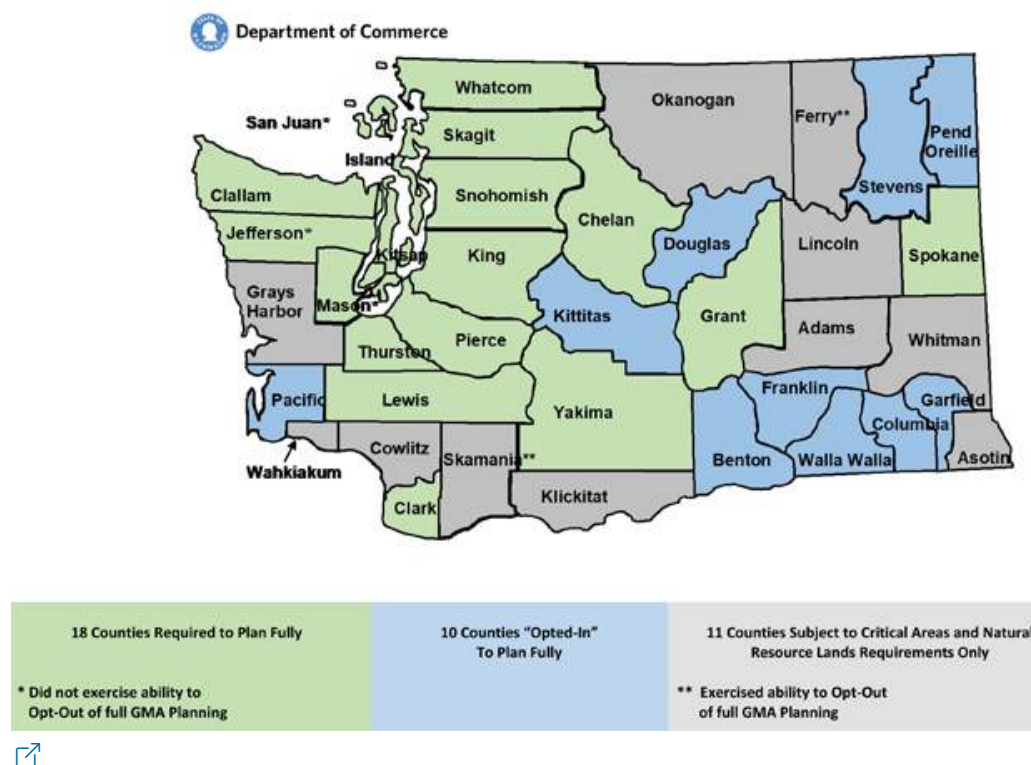 Department of Commerce
Whatcom
Okanogan
Ferry**
San Juan*
Skagit
Pend
Oreille
Island
Stevens
Clallam
Snohomish
Chelan
Jefferson*
Douglas
Lincoln
Kitsap
King
Spokane
Grays
Harbor
Mason*
Kittitas
Grant
Adams
Thurston
Pierce
Whitman
Pacific
Lewis
Yakima
Franklin
Garfield
Columbia
Cowlitz
Skamania**
Benton
Walla Walla
Asotin
Wahkiakum
Clark
Klickitat
18 Counties Required to Plan Fully
* Did not exercise ability to
Opt-Out of full GMA Planning
10 Counties “Opted-In”
To Plan Fully
11 Counties Subject to Critical Areas and Natural
Resource Lands Requirements Only
** Exercised ability to Opt-Out
of full GMA Planning